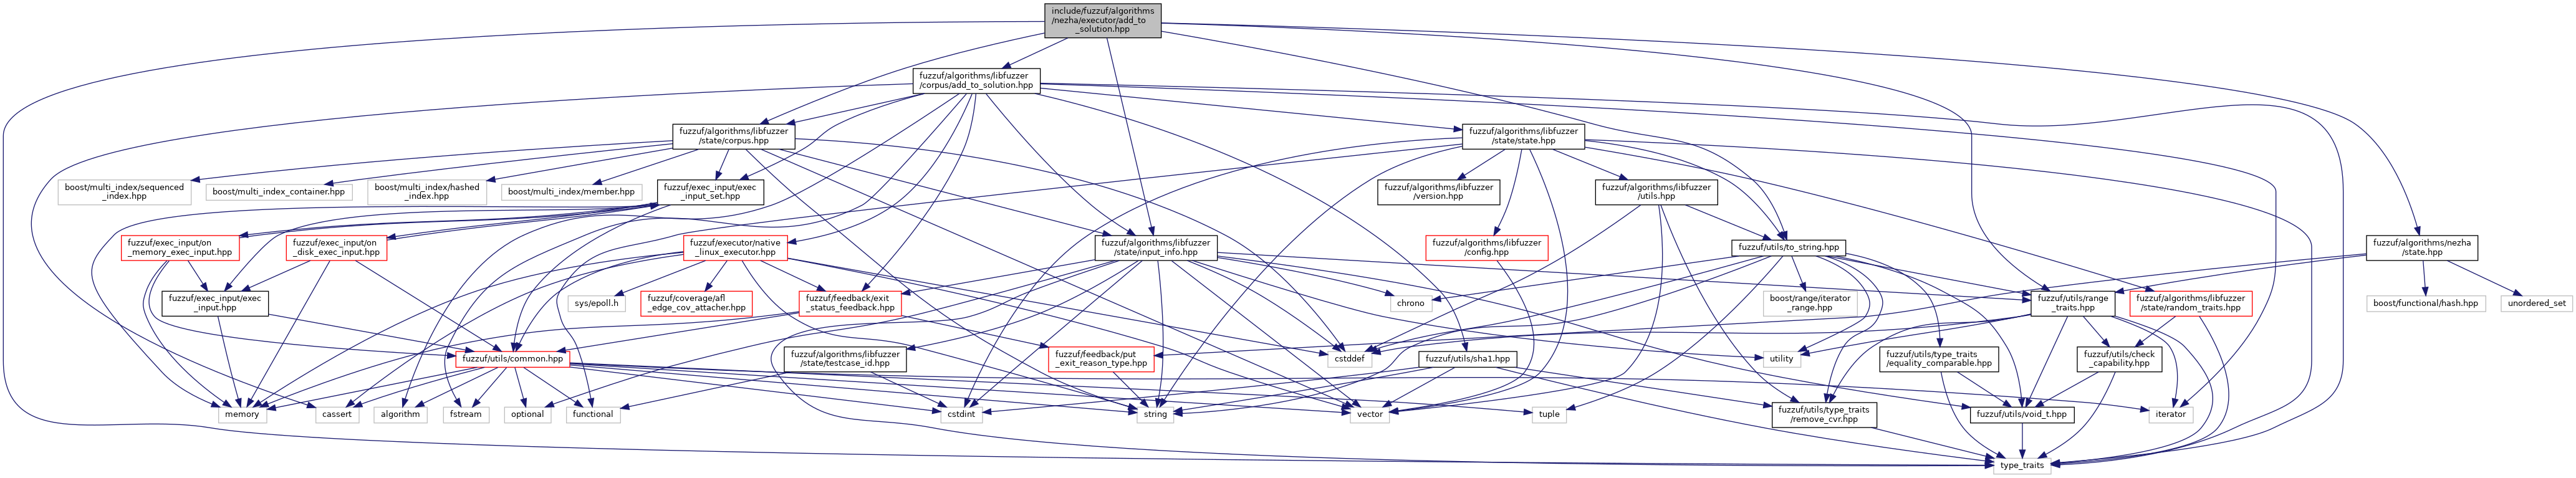 include/fuzzuf/algorithms
/nezha/executor/add_to
_solution.hpp
fuzzuf/algorithms/libfuzzer
/corpus/add_to_solution.hpp
fuzzuf/algorithms/libfuzzer
/state/corpus.hpp
fuzzuf/algorithms/libfuzzer
/state/state.hpp
boost/multi_index/sequenced
_index.hpp
boost/multi_index_container.hpp
boost/multi_index/hashed
_index.hpp
boost/multi_index/member.hpp
fuzzuf/exec_input/exec
_input_set.hpp
fuzzuf/algorithms/libfuzzer
/version.hpp
fuzzuf/algorithms/libfuzzer
/utils.hpp
fuzzuf/exec_input/on
_memory_exec_input.hpp
fuzzuf/exec_input/on
_disk_exec_input.hpp
fuzzuf/executor/native
_linux_executor.hpp
fuzzuf/algorithms/libfuzzer
/state/input_info.hpp
fuzzuf/algorithms/libfuzzer
/config.hpp
fuzzuf/utils/to_string.hpp
fuzzuf/algorithms/nezha
/state.hpp
fuzzuf/exec_input/exec
_input.hpp
sys/epoll.h
fuzzuf/coverage/afl
_edge_cov_attacher.hpp
fuzzuf/feedback/exit
_status_feedback.hpp
chrono
boost/range/iterator
_range.hpp
fuzzuf/utils/range
_traits.hpp
fuzzuf/algorithms/libfuzzer
/state/random_traits.hpp
boost/functional/hash.hpp
unordered_set
fuzzuf/utils/common.hpp
fuzzuf/algorithms/libfuzzer
/state/testcase_id.hpp
fuzzuf/feedback/put
_exit_reason_type.hpp
cstddef
fuzzuf/utils/sha1.hpp
utility
fuzzuf/utils/type_traits
/equality_comparable.hpp
fuzzuf/utils/check
_capability.hpp
memory
cassert
algorithm
fstream
optional
functional
cstdint
string
vector
tuple
fuzzuf/utils/type_traits
/remove_cvr.hpp
fuzzuf/utils/void_t.hpp
iterator
type_traits